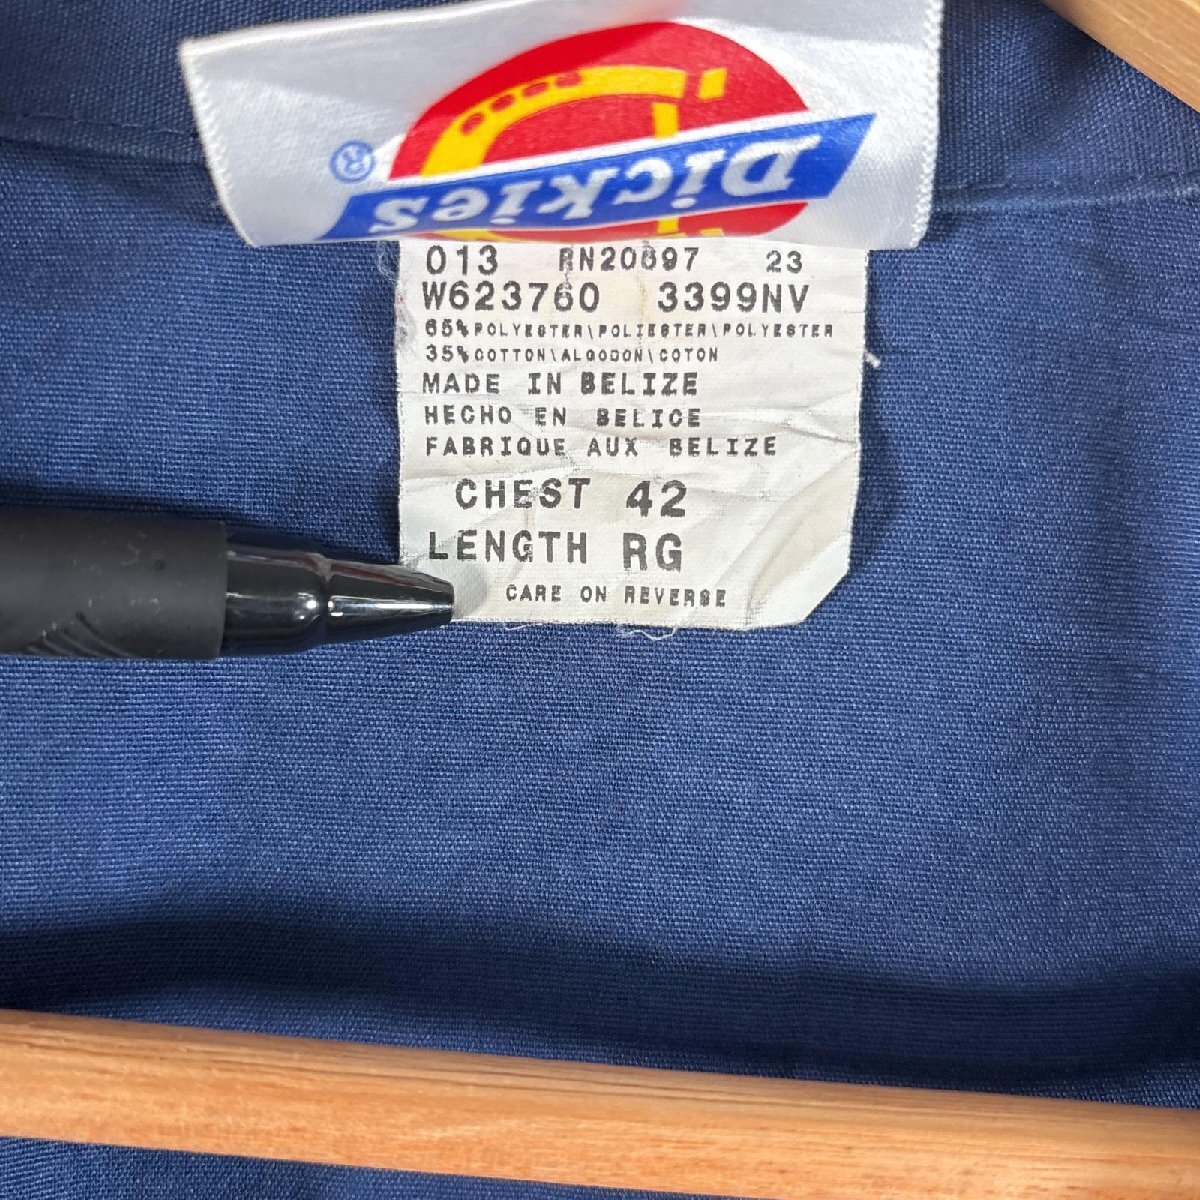 Dickies ®
013 RN20697 23
W623760 3399NV
65%POLYESTER\POLIESTER\POLYESTER
35%COTTON\ALGODON\COTON
MADE IN BELIZE
HECHO EN BELICE
FABRIQUE AUX BELIZE
CHEST 42
LENGTH RG
CARE ON REVERSE